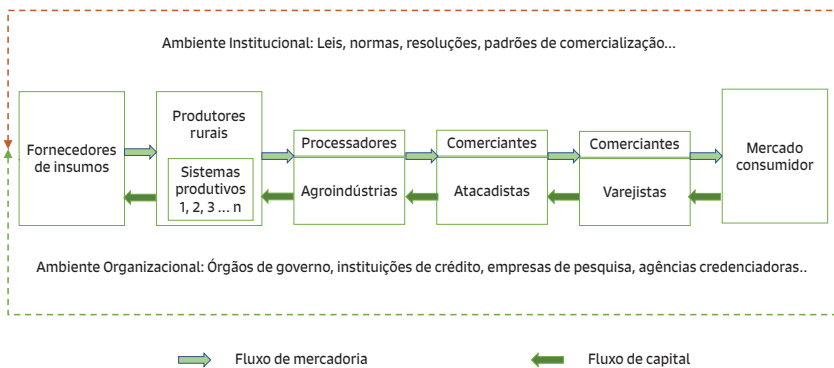 Ambiente Institucional: Leis, normas, resoluções, padrões de comercialização...
Fornecedores
de insumos
Produtores
rurais
Sistemas
produtivos
1, 2, 3 ... n
Processadores
Agroindústrias
Comerciantes
Atacadistas
Comerciantes
Varejistas
Mercado
consumidor
Ambiente Organizacional: Órgãos de governo, instituições de crédito, empresas de pesquisa, agências credenciadoras..
Fluxo de mercadoria
Fluxo de capital